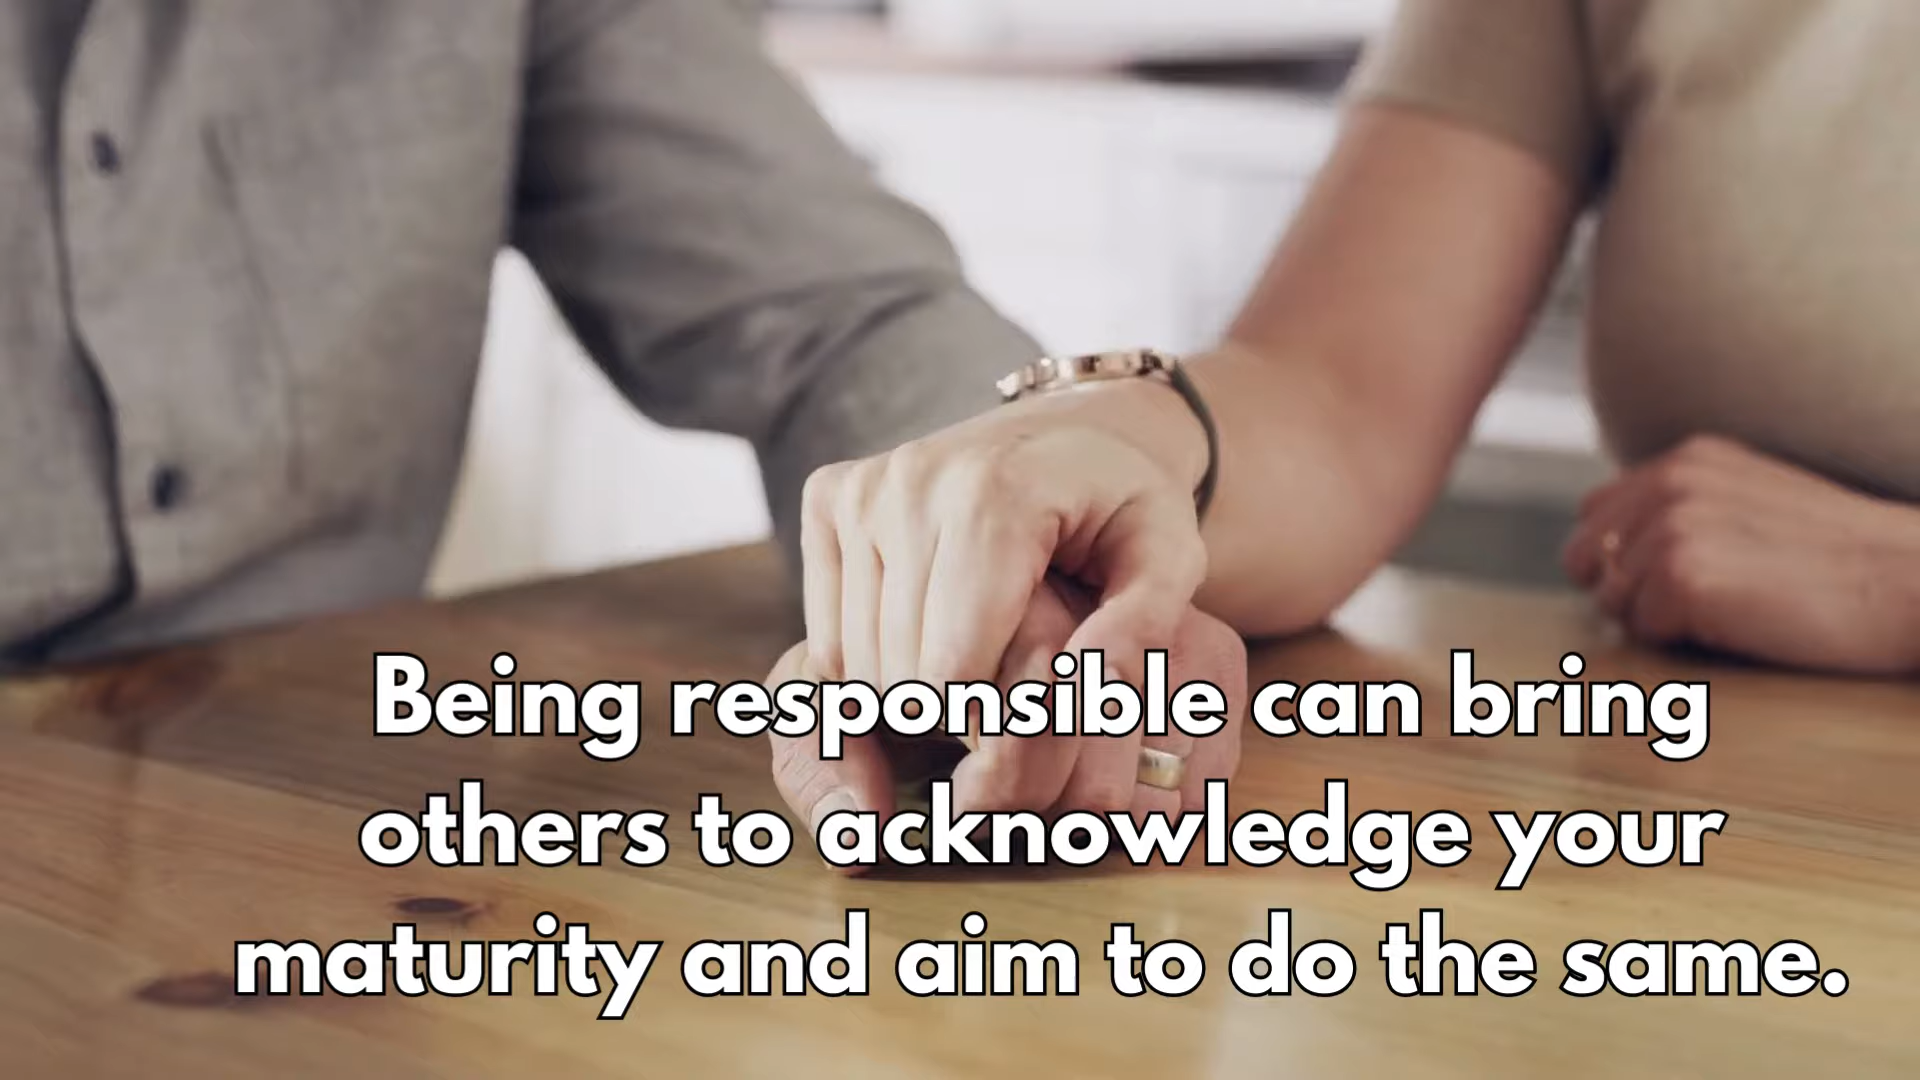 Being responsible can bring
others to acknowledge your
maturity and aim to do the same.